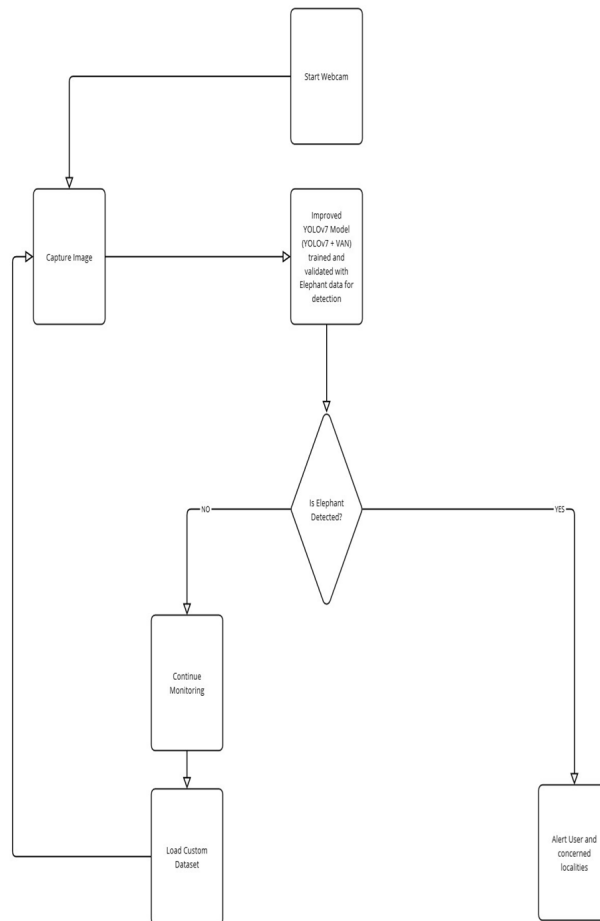 Start Webcam
Capture Image
Improved
YOLOv7 Model
(YOLOv7 + VAN)
trained and
validated with
Elephant data for
detection
Is Elephant
Detected?
NO
YES
Continue
Monitoring
Load Custom
Dataset
Alert User and
concerned
localities